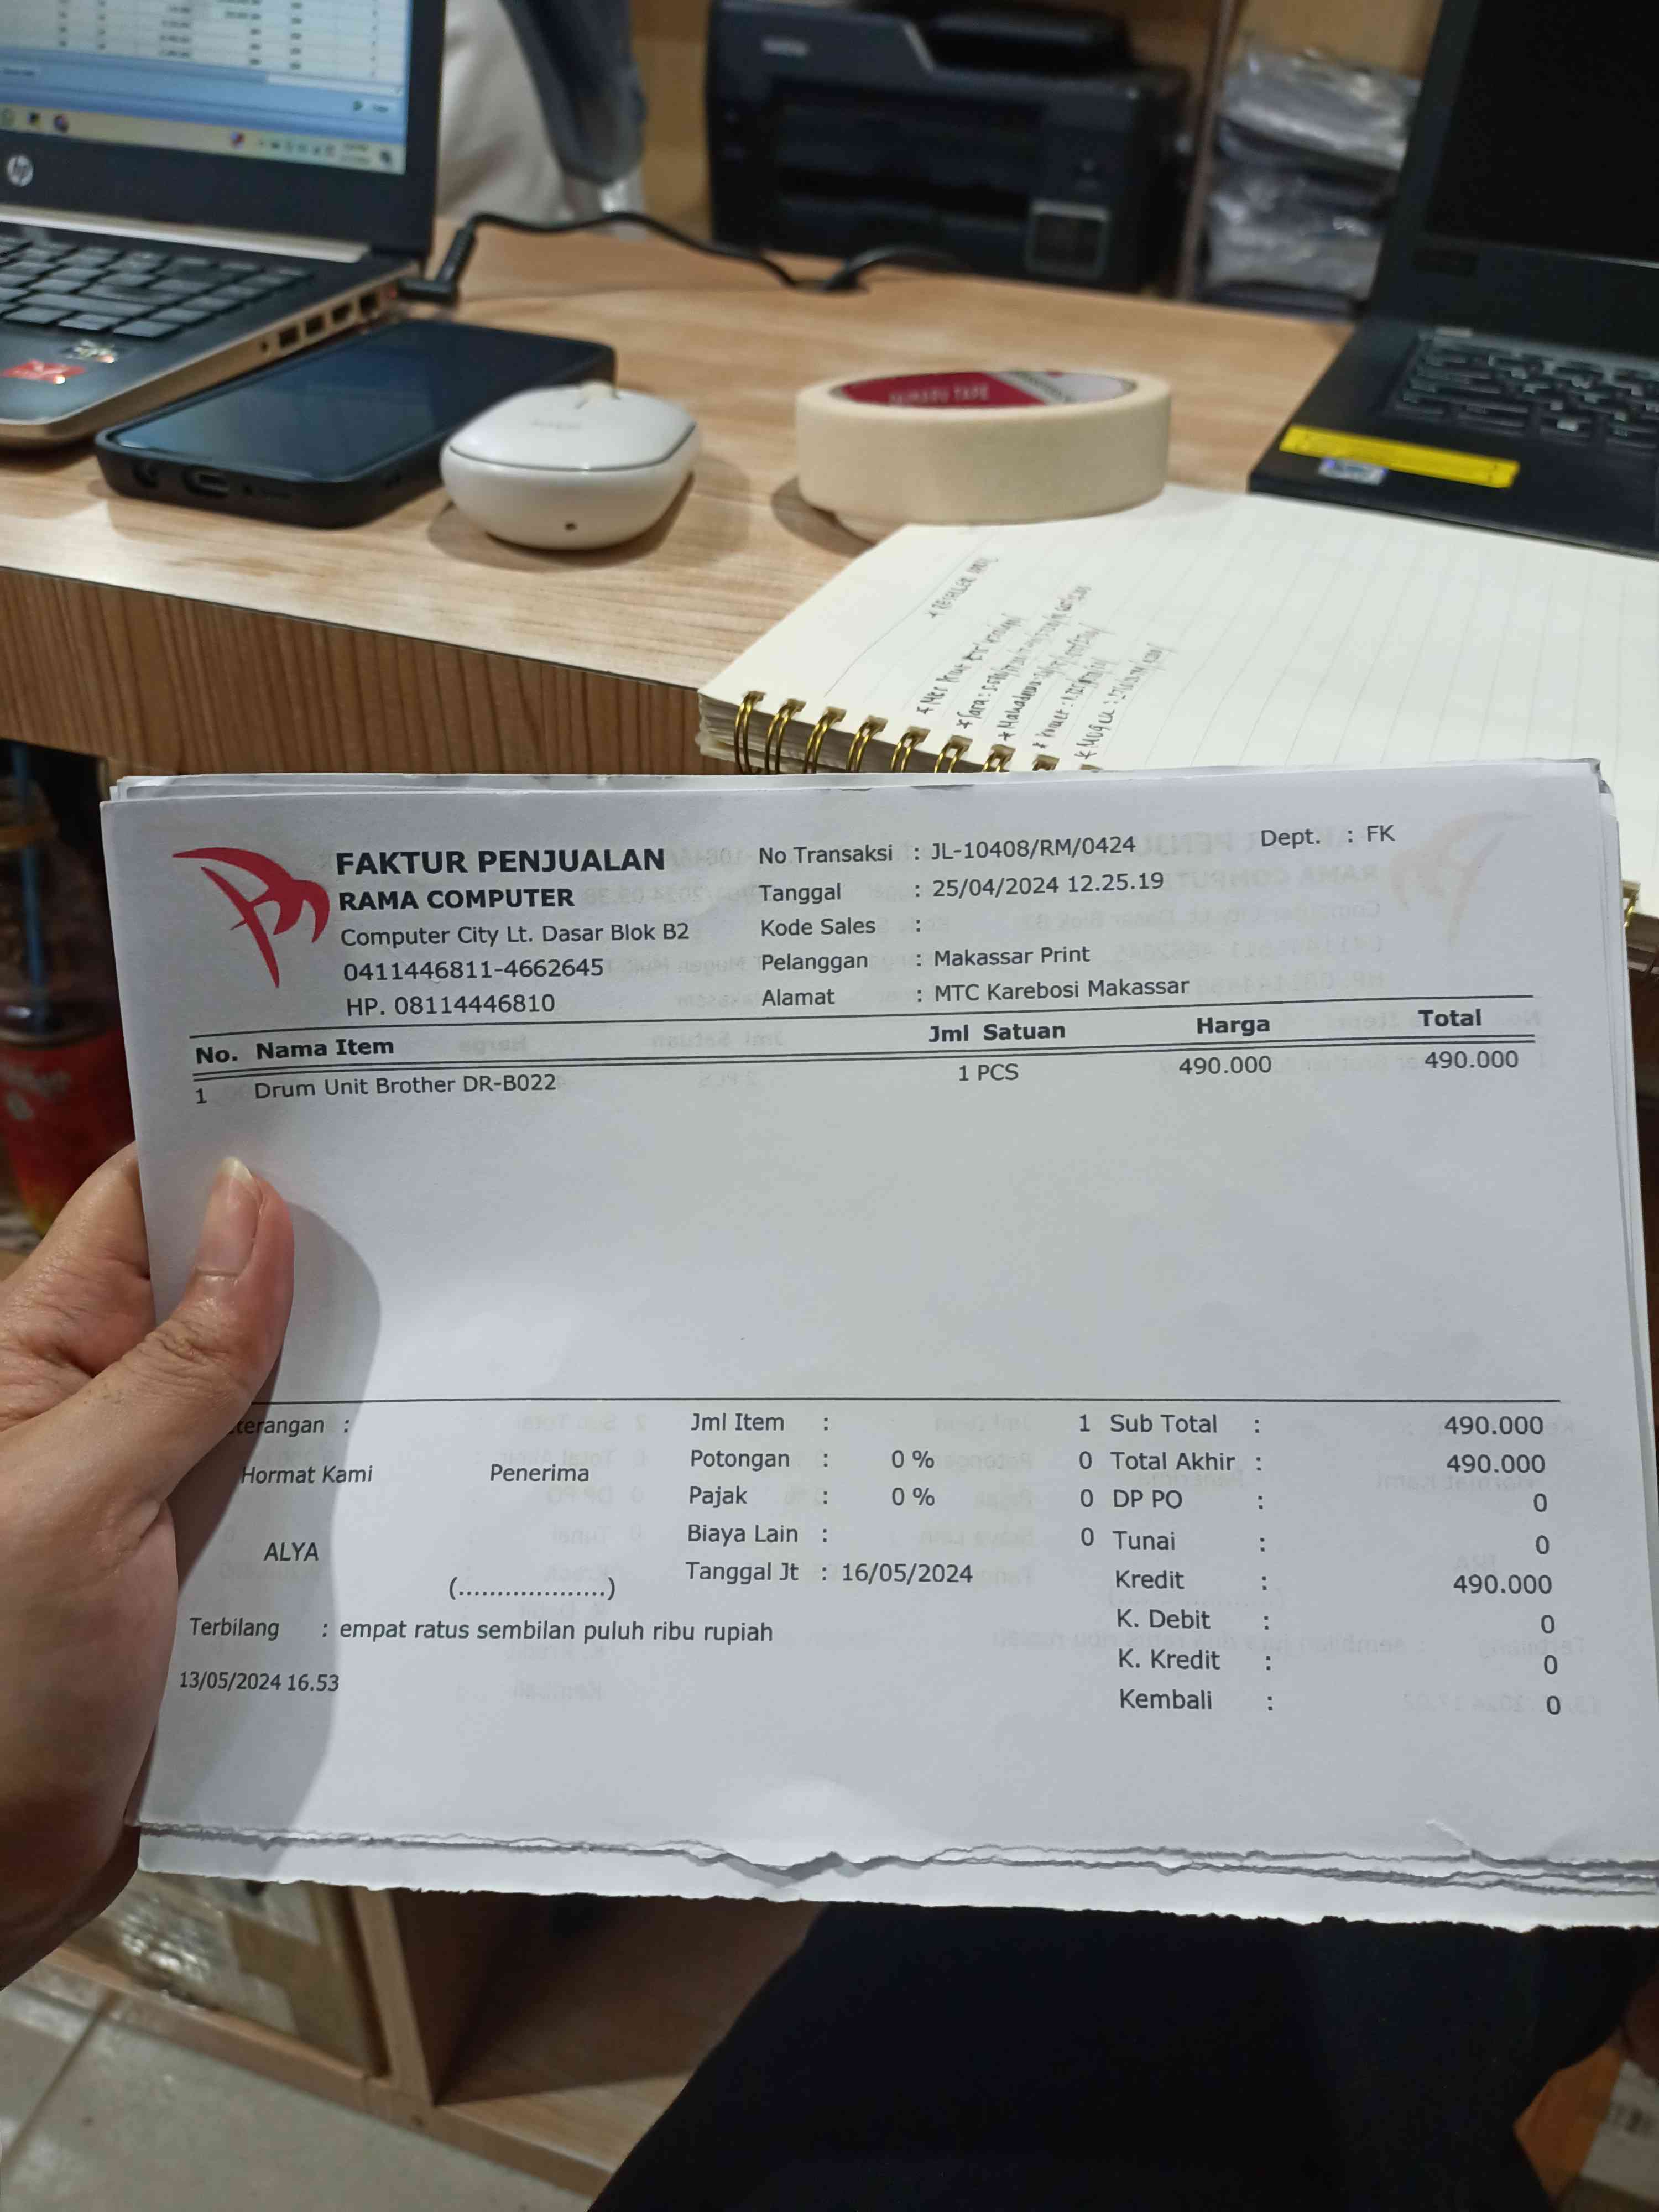 hp
FAKTUR PENJUALAN
RAMA COMPUTER
Computer City Lt. Dasar Blok B2
0411446811-4662645
HP. 08114446810
No Transaksi : JL-10408/RM/0424
Tanggal : 25/04/2024 12.25.19
Kode Sales :
Pelanggan : Makassar Print
Alamat : MTC Karebosi Makassar
Dept. : FK
No. Nama Item Jml Satuan Harga Total
1 Drum Unit Brother DR-B022 1 PCS 490.000 490.000
terangan :
Hormat Kami Penerima
ALYA
(...................)
Jml Item : 1
Potongan : 0 % 0
Pajak : 0 % 0
Biaya Lain : 0
Tanggal Jt : 16/05/2024
Sub Total : 490.000
Total Akhir : 490.000
DP PO : 0
Tunai : 0
Kredit : 490.000
K. Debit : 0
K. Kredit : 0
Kembali : 0
Terbilang : empat ratus sembilan puluh ribu rupiah
13/05/2024 16.53